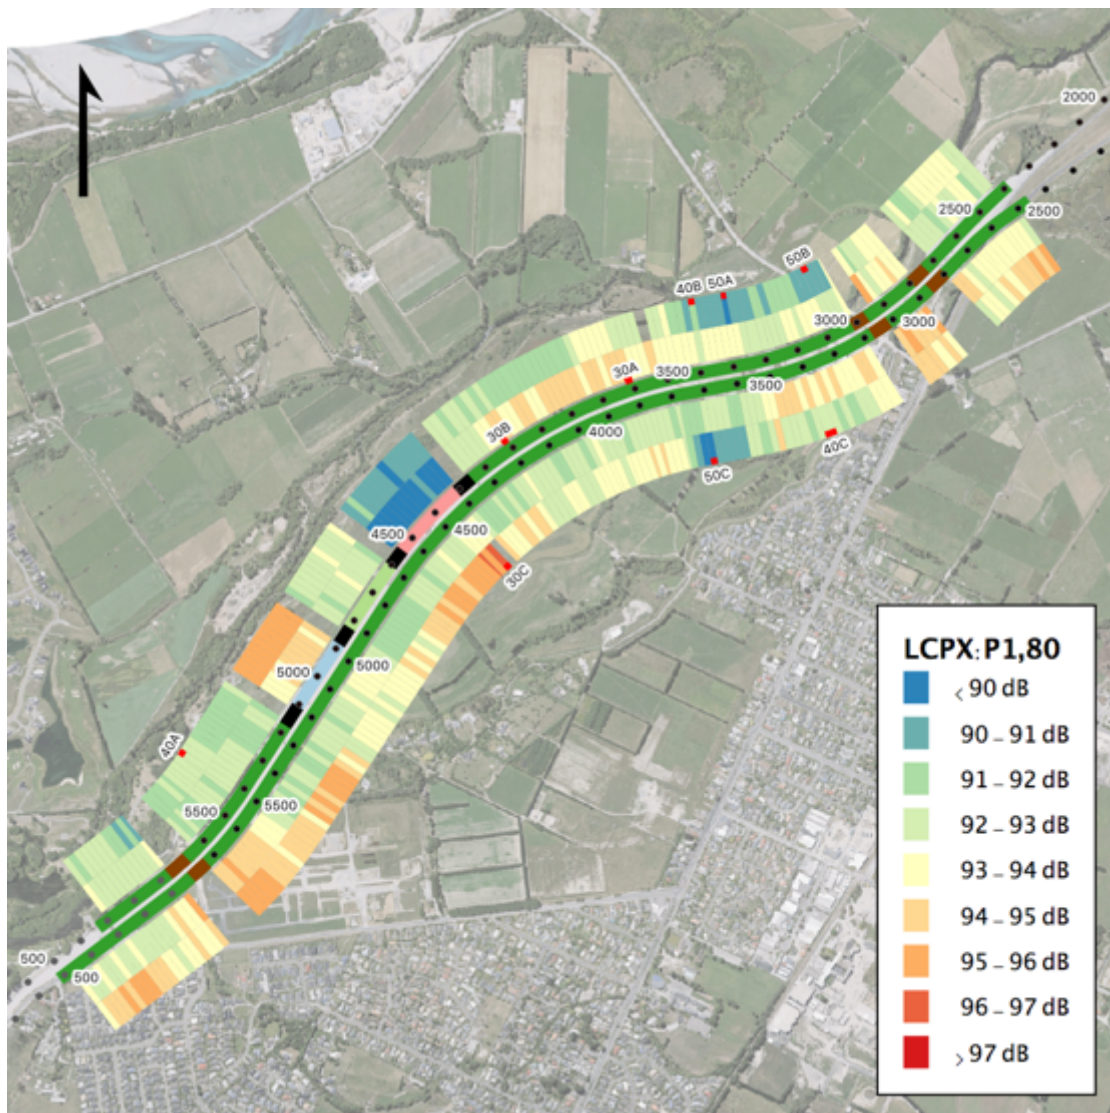 2000
2500
2500
50B
40B
50A
3000
3000
30A
3500
3500
30B
4000
40C
50C
4500
4500
30C
5000
5000
40A
5500
5500
500
500
LCPX:P1,80
< 90 dB
90 – 91 dB
91 – 92 dB
92 – 93 dB
93 – 94 dB
94 – 95 dB
95 – 96 dB
96 – 97 dB
> 97 dB